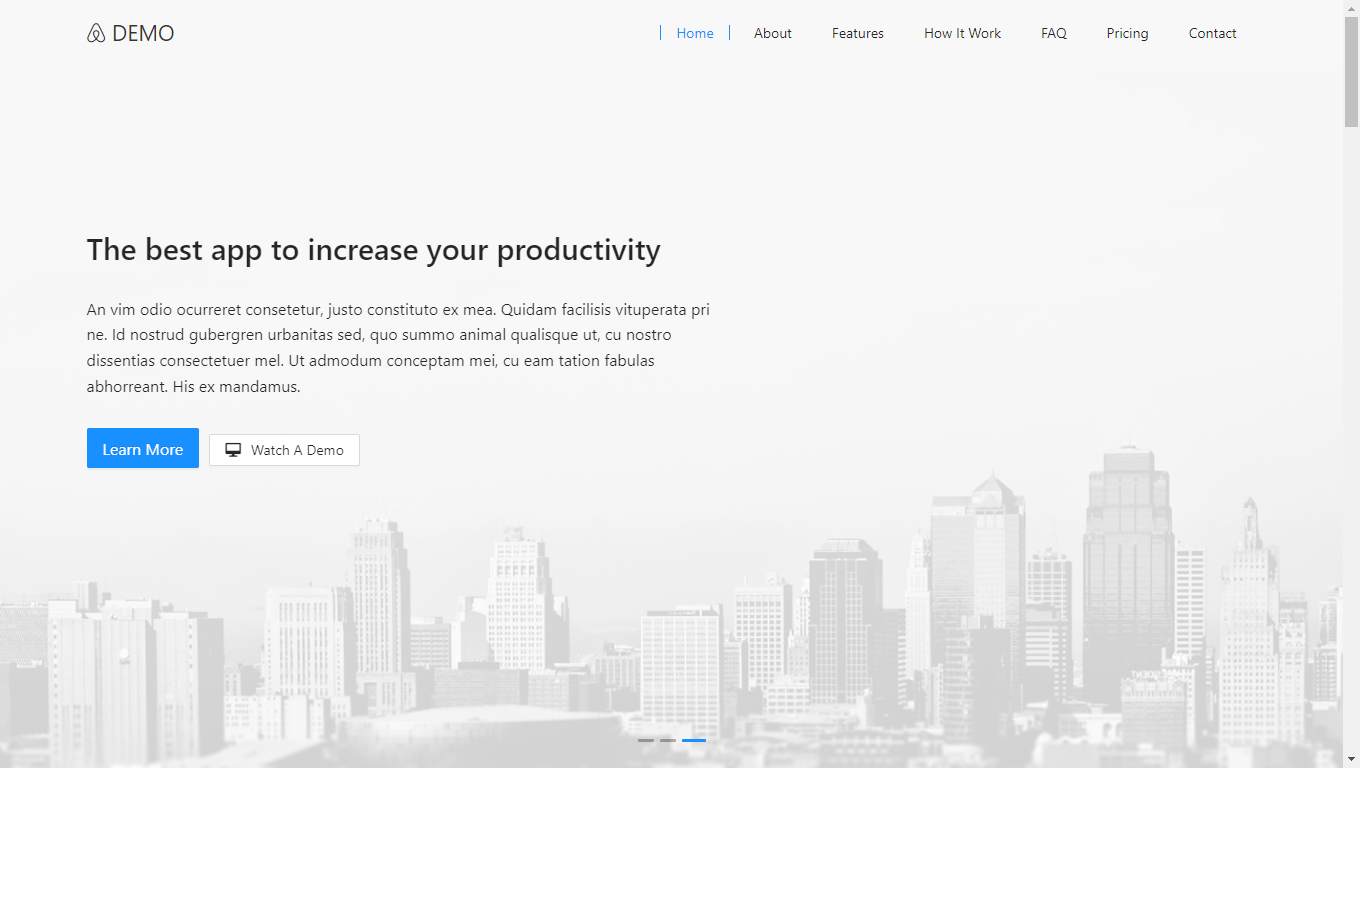 DEMO
Home About Features How It Work FAQ Pricing Contact
The best app to increase your productivity
An vim odio ocurreret consetetur, justo constituto ex mea. Quidam facilisis vituperata pri
ne. Id nostrud gubergren urbanitas sed, quo summo animal qualisque ut, cu nostro
dissentias consectetuer mel. Ut admodum conceptam mei, cu eam tation fabulas
abhorreant. His ex mandamus.
Learn More Watch A Demo